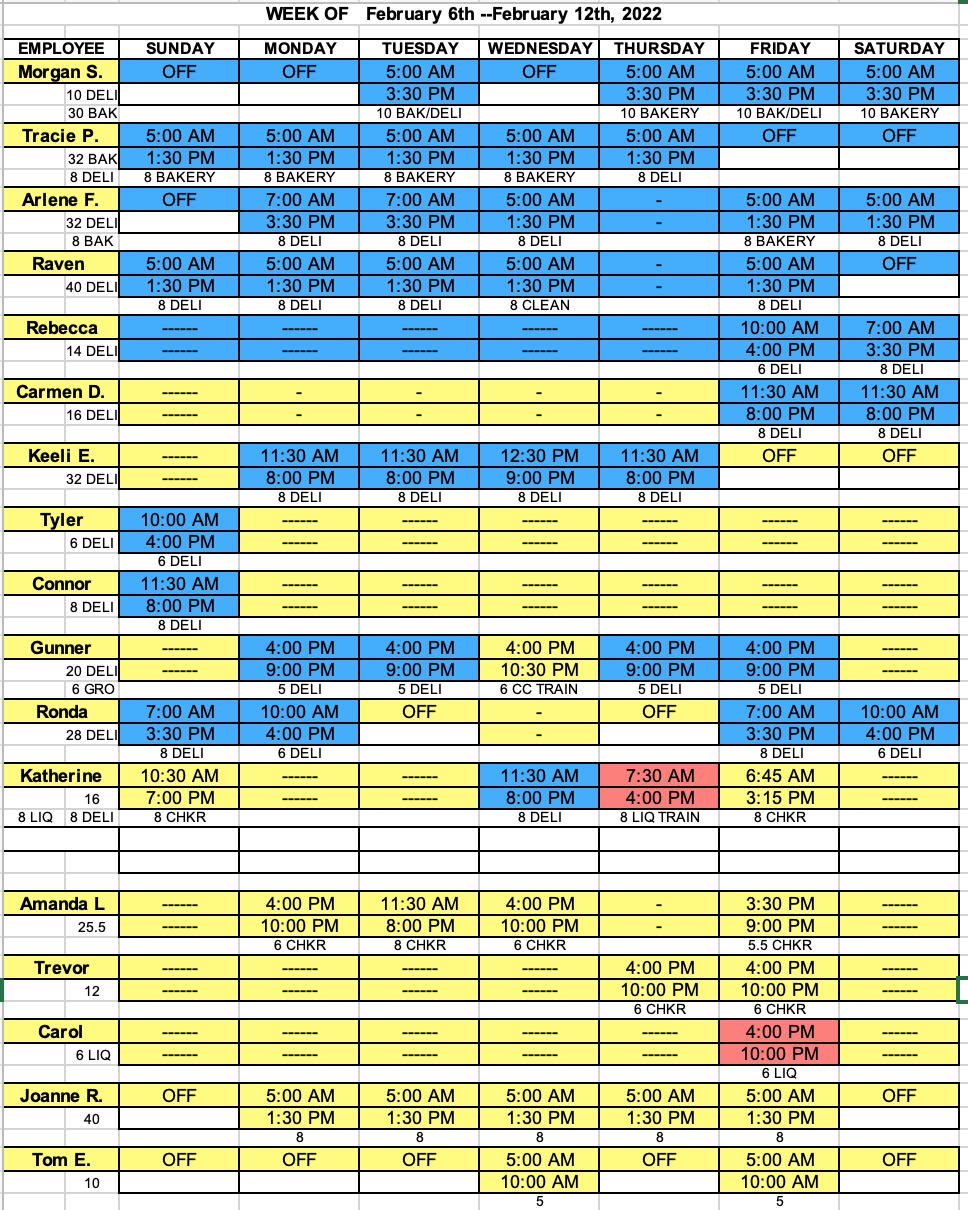 WEEK OF February 6th --February 12th, 2022
EMPLOYEE SUNDAY MONDAY TUESDAY WEDNESDAY THURSDAY FRIDAY SATURDAY
Morgan S. OFF OFF 5:00 AM OFF 5:00 AM 5:00 AM 5:00 AM
10 DELI 3:30 PM 3:30 PM 3:30 PM 3:30 PM
30 BAK 10 BAK/DELI 10 BAKERY 10 BAK/DELI 10 BAKERY
Tracie P. 5:00 AM 5:00 AM 5:00 AM 5:00 AM 5:00 AM OFF OFF
32 BAK 1:30 PM 1:30 PM 1:30 PM 1:30 PM 1:30 PM
8 DELI 8 BAKERY 8 BAKERY 8 BAKERY 8 BAKERY 8 DELI
Arlene F. OFF 7:00 AM 7:00 AM 5:00 AM - 5:00 AM 5:00 AM
32 DELI 3:30 PM 3:30 PM 1:30 PM - 1:30 PM 1:30 PM
8 BAK 8 DELI 8 DELI 8 DELI 8 BAKERY 8 DELI
Raven 5:00 AM 5:00 AM 5:00 AM 5:00 AM - 5:00 AM OFF
40 DELI 1:30 PM 1:30 PM 1:30 PM 1:30 PM - 1:30 PM
8 DELI 8 DELI 8 DELI 8 CLEAN 8 DELI
Rebecca ------ ------ ------ ------ ------ 10:00 AM 7:00 AM
14 DELI ------ ------ ------ ------ ------ 4:00 PM 3:30 PM
6 DELI 8 DELI
Carmen D. ------ - - - - 11:30 AM 11:30 AM
16 DELI ------ - - - - 8:00 PM 8:00 PM
8 DELI 8 DELI
Keeli E. ------ 11:30 AM 11:30 AM 12:30 PM 11:30 AM OFF OFF
32 DELI ------ 8:00 PM 8:00 PM 9:00 PM 8:00 PM
8 DELI 8 DELI 8 DELI 8 DELI
Tyler 10:00 AM ------ ------ ------ ------ ------ ------
6 DELI 4:00 PM ------ ------ ------ ------ ------ ------
6 DELI
Connor 11:30 AM ------ ------ ------ ------ ------ ------
8 DELI 8:00 PM ------ ------ ------ ------ ------ ------
8 DELI
Gunner ------ 4:00 PM 4:00 PM 4:00 PM 4:00 PM 4:00 PM ------
20 DELI ------ 9:00 PM 9:00 PM 10:30 PM 9:00 PM 9:00 PM ------
6 GRO 5 DELI 5 DELI 6 CC TRAIN 5 DELI 5 DELI
Ronda 7:00 AM 10:00 AM OFF - OFF 7:00 AM 10:00 AM
28 DELI 3:30 PM 4:00 PM - 3:30 PM 4:00 PM
8 DELI 6 DELI 8 DELI 6 DELI
Katherine 10:30 AM ------ ------ 11:30 AM 7:30 AM 6:45 AM ------
16 7:00 PM ------ ------ 8:00 PM 4:00 PM 3:15 PM ------
8 LIQ 8 DELI 8 CHKR 8 DELI 8 LIQ TRAIN 8 CHKR
Amanda L ------ 4:00 PM 11:30 AM 4:00 PM - 3:30 PM ------
25.5 ------ 10:00 PM 8:00 PM 10:00 PM - 9:00 PM ------
6 CHKR 8 CHKR 6 CHKR 5.5 CHKR
Trevor ------ ------ ------ ------ 4:00 PM 4:00 PM ------
12 ------ ------ ------ ------ 10:00 PM 10:00 PM ------
6 CHKR 6 CHKR
Carol ------ ------ ------ ------ ------ 4:00 PM ------
6 LIQ ------ ------ ------ ------ ------ 10:00 PM ------
6 LIQ
Joanne R. OFF 5:00 AM 5:00 AM 5:00 AM 5:00 AM 5:00 AM OFF
40 1:30 PM 1:30 PM 1:30 PM 1:30 PM 1:30 PM
8 8 8 8 8
Tom E. OFF OFF OFF 5:00 AM OFF 5:00 AM OFF
10 10:00 AM 10:00 AM
5 5